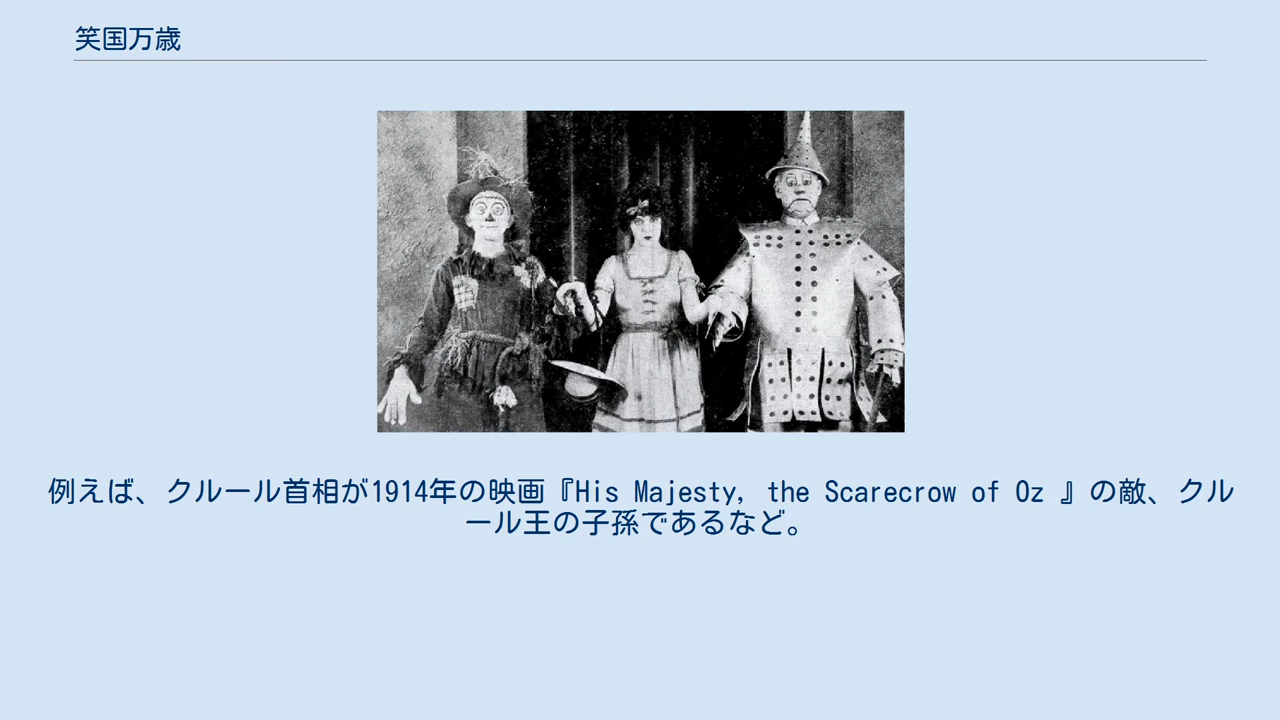 笑国万歳
例えば、クルール首相が1914年の映画『His Majesty, the Scarecrow of Oz 』の敵、クル
ール王の子孫であるなど。